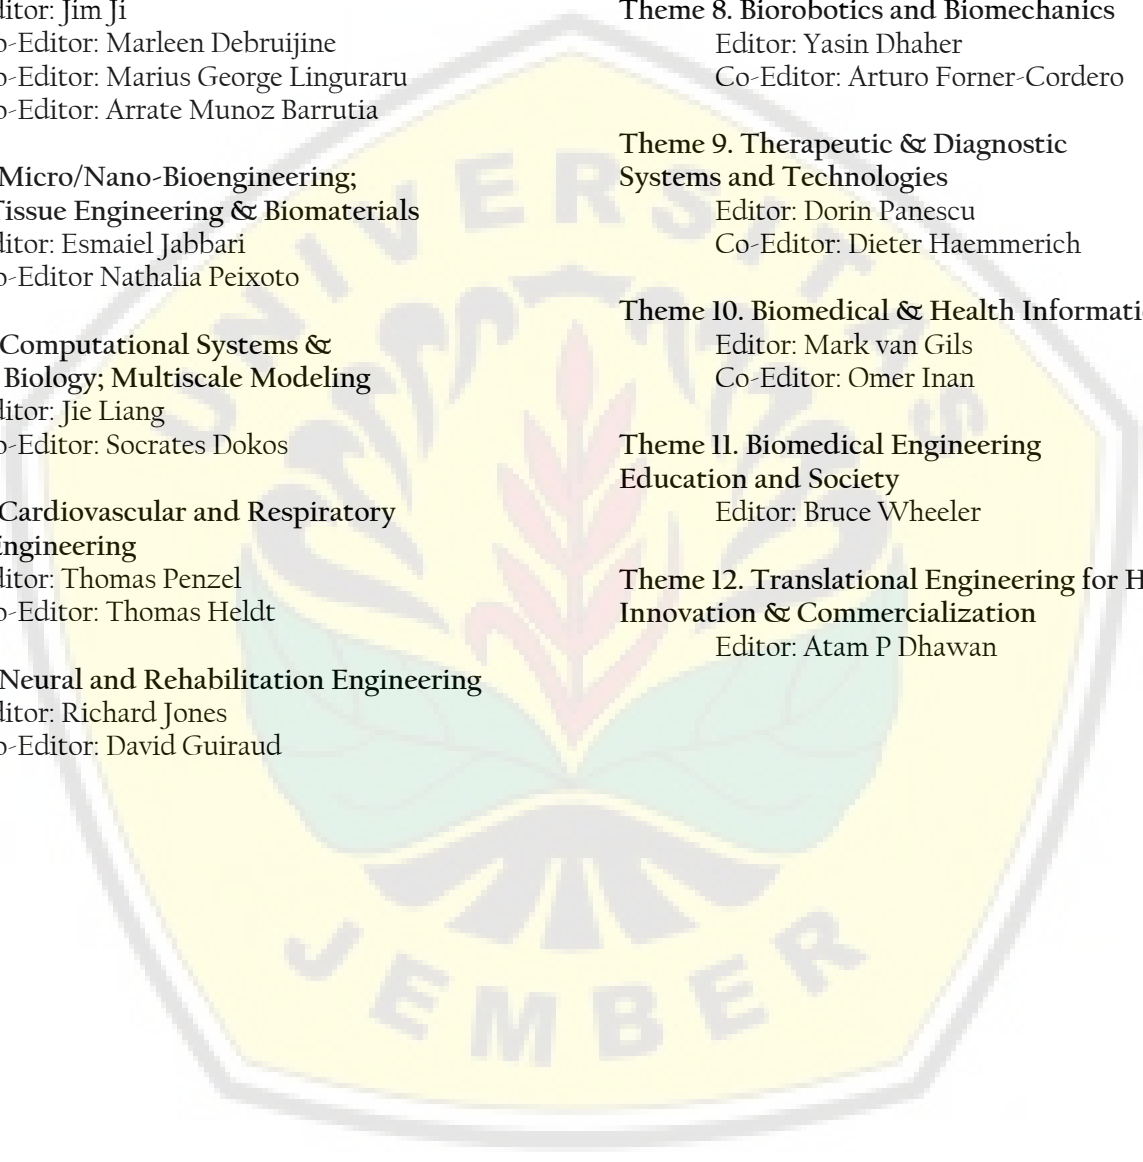 ditor: Jim Ji
o-Editor: Marleen Debruijine
o-Editor: Marius George Linguraru
o-Editor: Arrate Munoz Barrutia
Micro/Nano-Bioengineering;
Tissue Engineering & Biomaterials
ditor: Esmaiel Jabbari
o-Editor Nathalia Peixoto
Computational Systems &
Biology; Multiscale Modeling
ditor: Jie Liang
o-Editor: Socrates Dokos
Cardiovascular and Respiratory
ngineering
ditor: Thomas Penzel
o-Editor: Thomas Heldt
Neural and Rehabilitation Engineering
ditor: Richard Jones
o-Editor: David Guiraud
Theme 8. Biorobotics and Biomechanics
Editor: Yasin Dhaher
Co-Editor: Arturo Forner-Cordero
Theme 9. Therapeutic & Diagnostic
Systems and Technologies
Editor: Dorin Panescu
Co-Editor: Dieter Haemmerich
Theme 10. Biomedical & Health Informati
Editor: Mark van Gils
Co-Editor: Omer Inan
Theme 11. Biomedical Engineering
Education and Society
Editor: Bruce Wheeler
Theme 12. Translational Engineering for H
Innovation & Commercialization
Editor: Atam P Dhawan
UNIVERSITAS
JEMBER